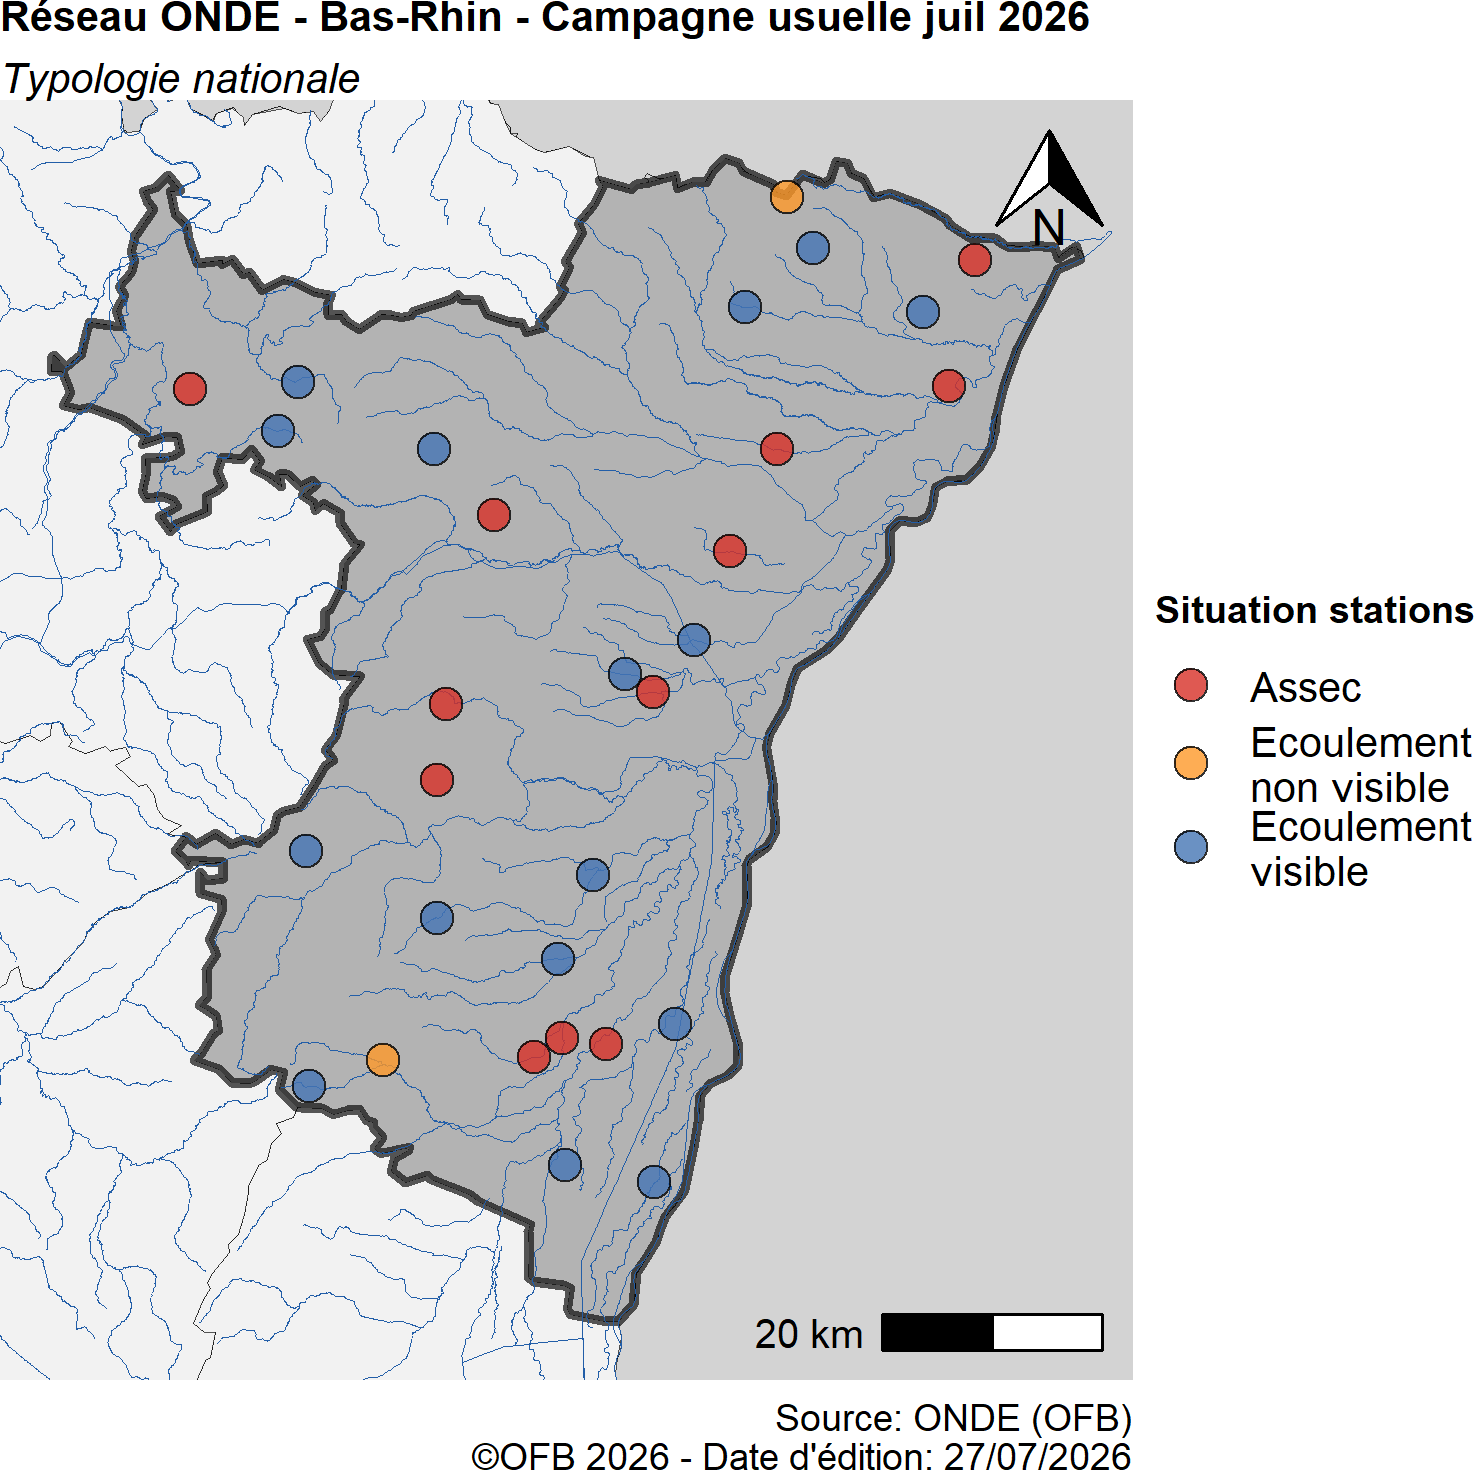 Réseau ONDE - Bas-Rhin - Campagne usuelle juil 2026
Typologie nationale
N
Situation stations
Assec
Ecoulement
non visible
Ecoulement
visible
20 km
Source: ONDE (OFB)
©OFB 2026 - Date d'édition: 27/07/2026